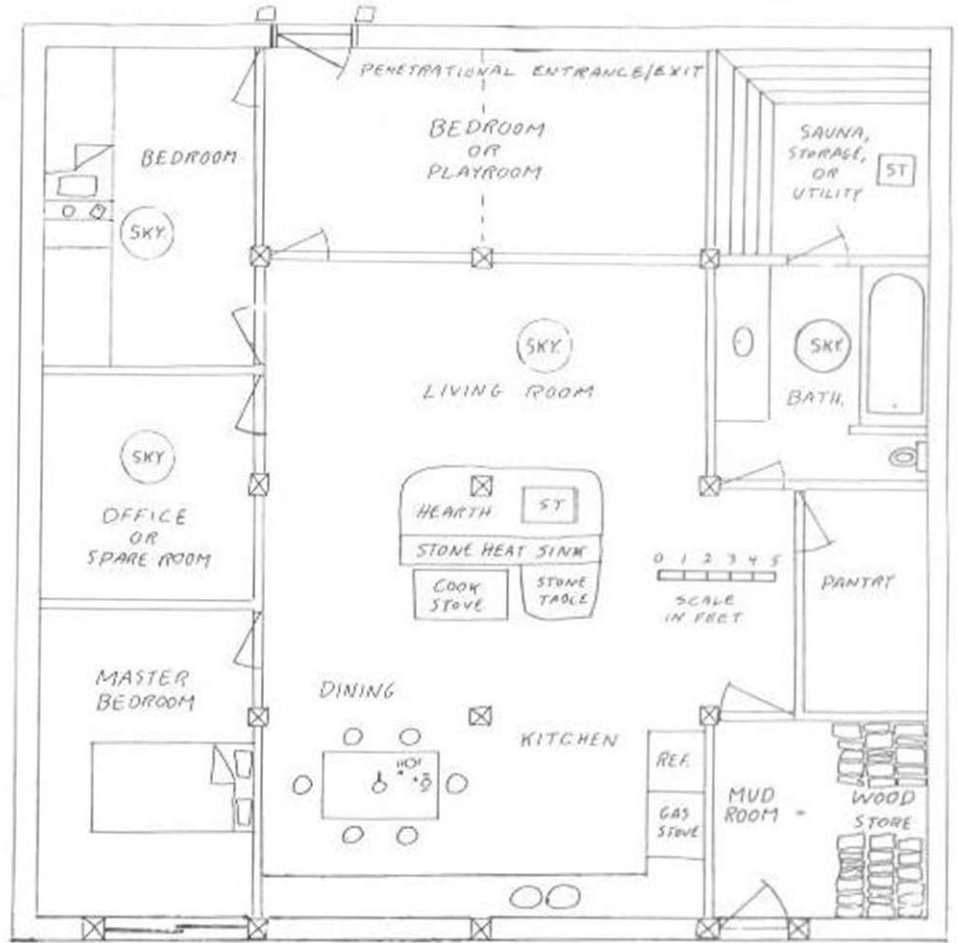 PENETRATIONAL ENTRANCE/EXIT
BEDROOM
OR
PLAYROOM
BEDROOM
SKY.
SAUNA,
STORAGE,
OR
UTILITY
ST
SKY.
LIVING ROOM
SKY.
BATH.
SKY
OFFICE
OR
SPARE ROOM
HEARTH
ST
STONE HEAT SINK
COOK
STOVE
STONE
TABLE
0 1 2 3 4 5
SCALE
IN FEET
PANTRY
MASTER
BEDROOM
DINING
KITCHEN
REF.
GAS
STOVE
MUD
ROOM -
WOOD
STORE